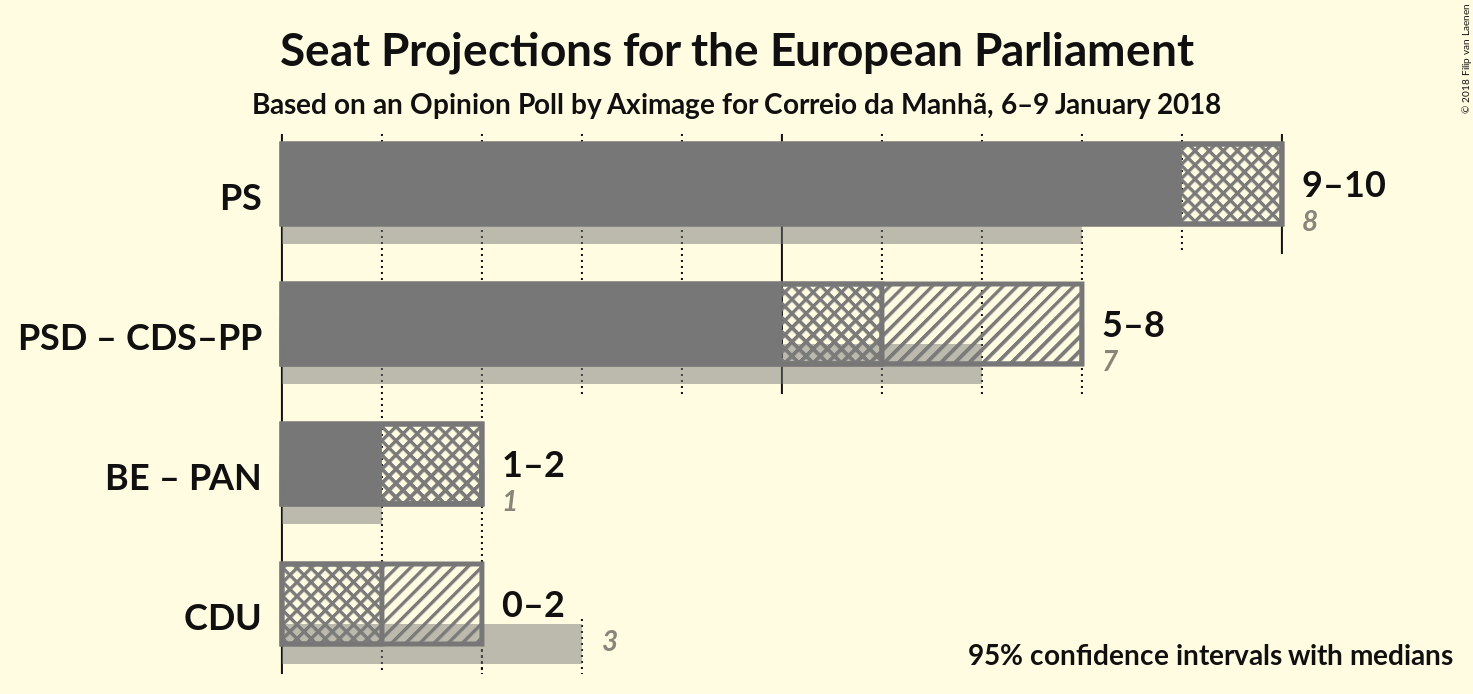 Seat Projections for the European Parliament
Based on an Opinion Poll by Aximage for Correio da Manhã, 6–9 January 2018
© 2018 Filip van Laenen
PS
9–10
8
PSD – CDS–PP
5–8
7
BE – PAN
1–2
1
CDU
0–2
3
95% confidence intervals with medians